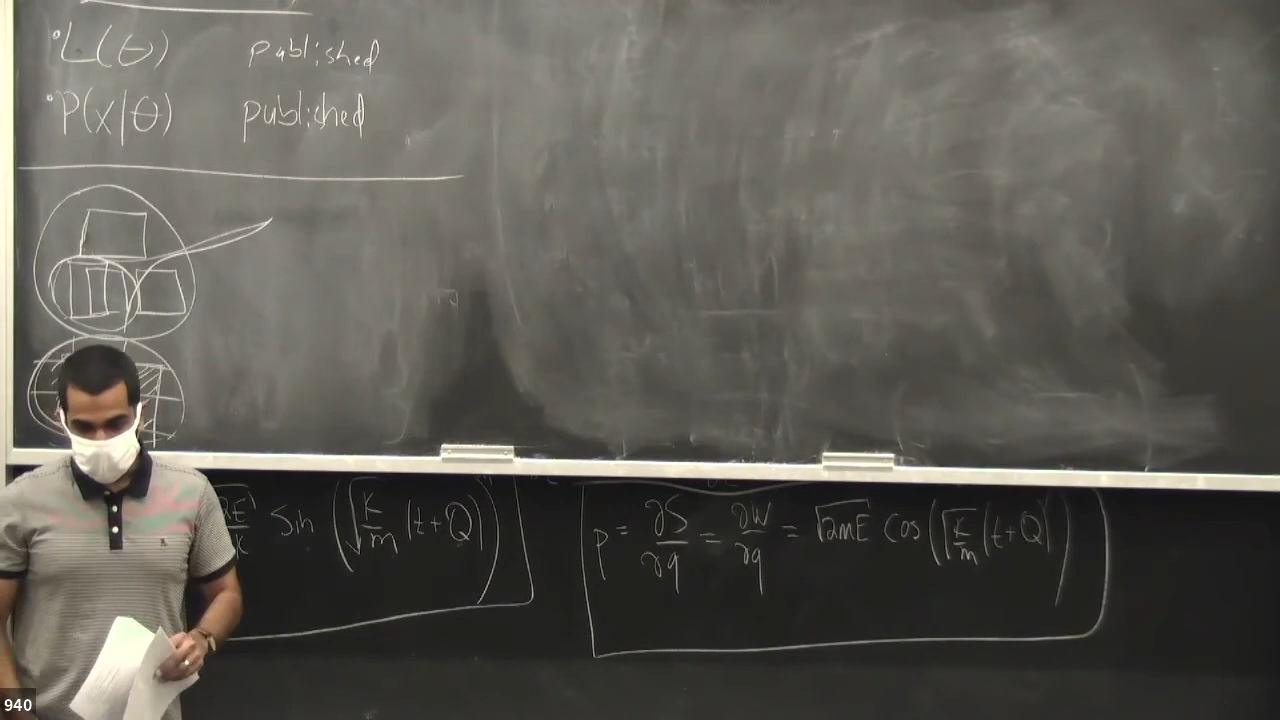 L(θ) published
P(x|θ) published
Sin (√K/m (t+Q))
p = ∂S/∂q = ∂W/∂q = √2mE Cos(√K/m (t+Q))
940